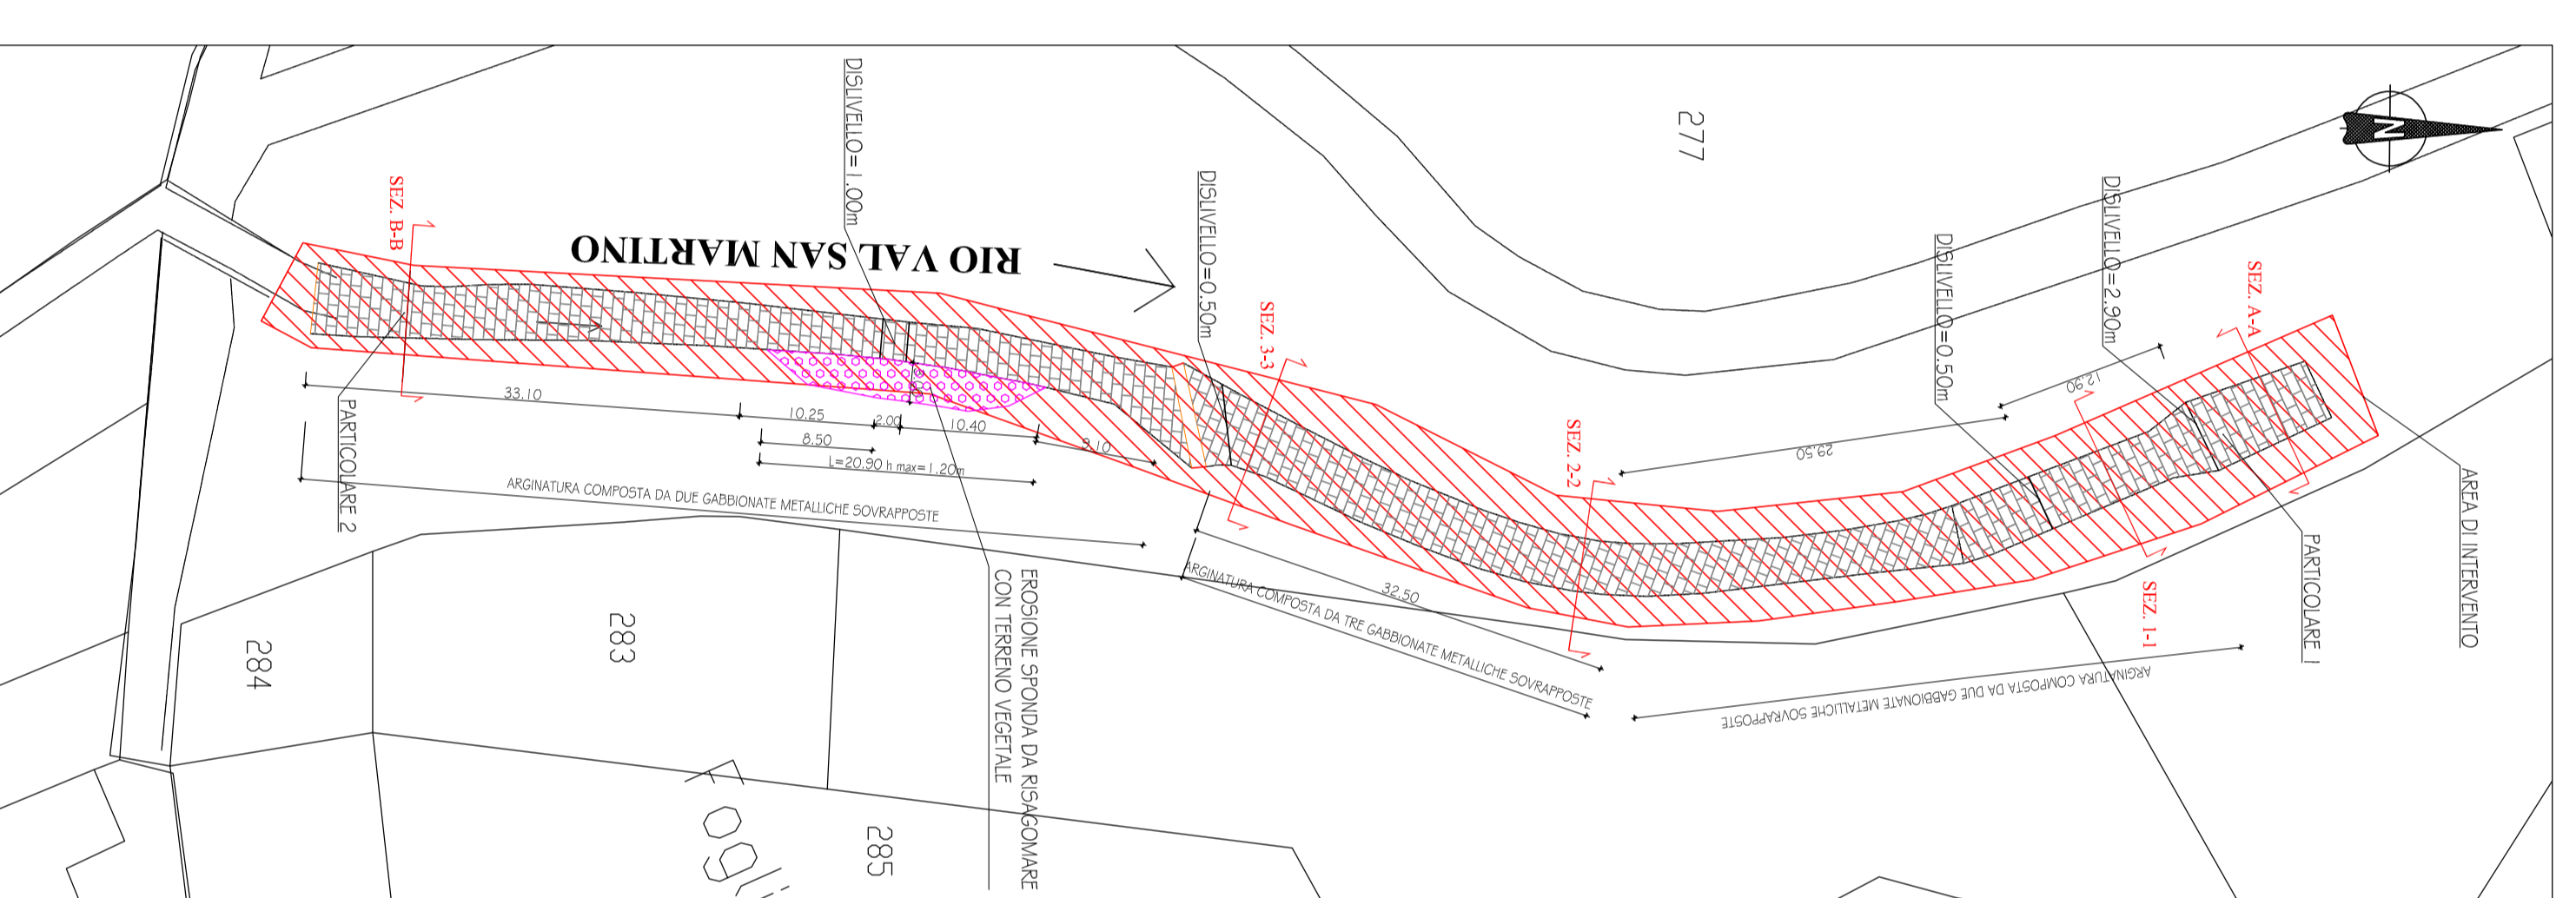 277
N
DISLIVELLO=1.00m
DISLIVELLO=0.50m
DISLIVELLO=0.50m
DISLIVELLO=2.90m
SEZ. A-A
SEZ. B-B
RIO VAL SAN MARTINO
SEZ. 3-3
SEZ. 2-2
SEZ. 1-1
12.90
29.50
33.10
10.25
2.00
10.40
9.10
8.50
L=20.90 h max=1.20m
32.50
PARTICOLARE 2
PARTICOLARE 1
AREA DI INTERVENTO
ARGINATURA COMPOSTA DA DUE GABBIONATE METALLICHE SOVRAPPOSTE
ARGINATURA COMPOSTA DA TRE GABBIONATE METALLICHE SOVRAPPOSTE
ARGINATURA COMPOSTA DA DUE GABBIONATE METALLICHE SOVRAPPOSTE
EROSIONE SPONDA DA RISAGOMARE
CON TERRENO VEGETALE
284
283
285
Fogli